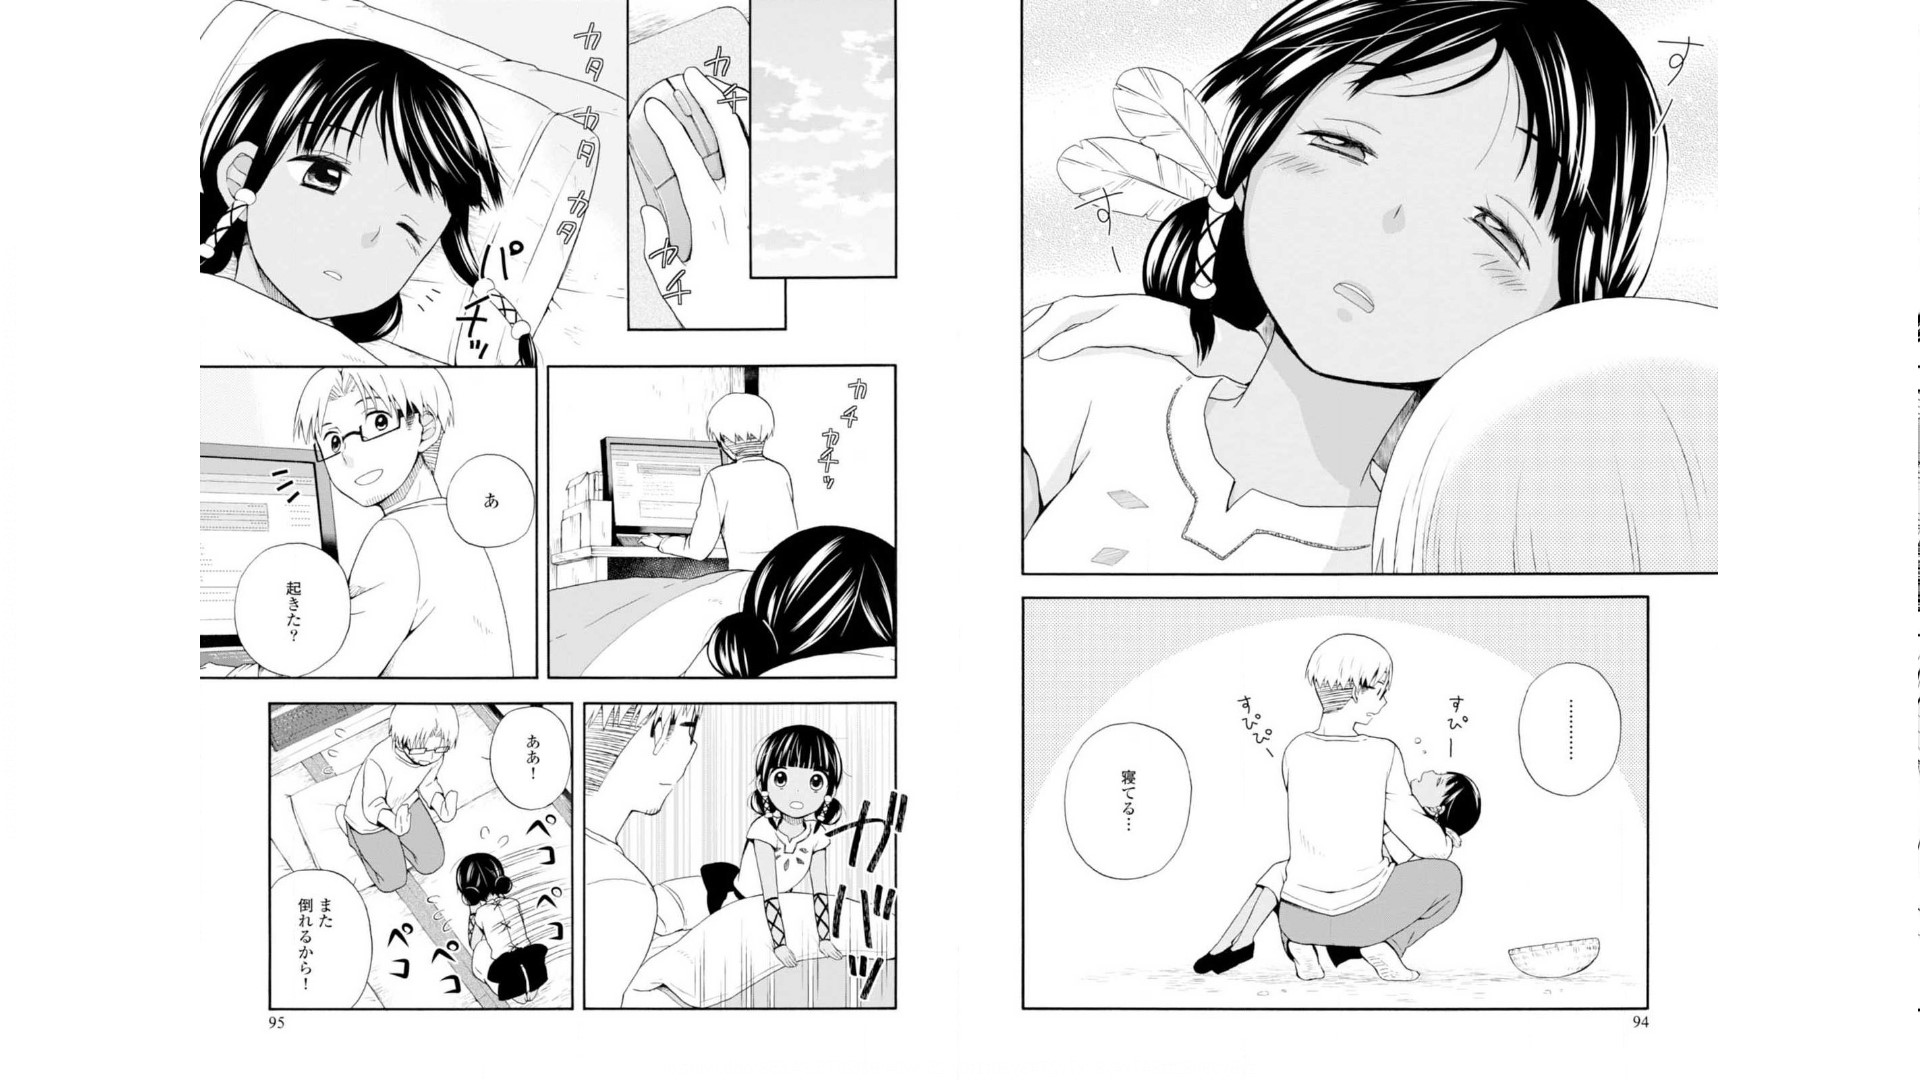 すーっ
すー
…………
すぴー
すぴぴー
寝てる…
94
カチ
カチ
カタ
カタ
カタ
パチッ
カチ
カチッ
あ
起きた？
ガバッ
ああ！
ペコ
ペコ
ペコ
ペコ
また
倒れるから！
95